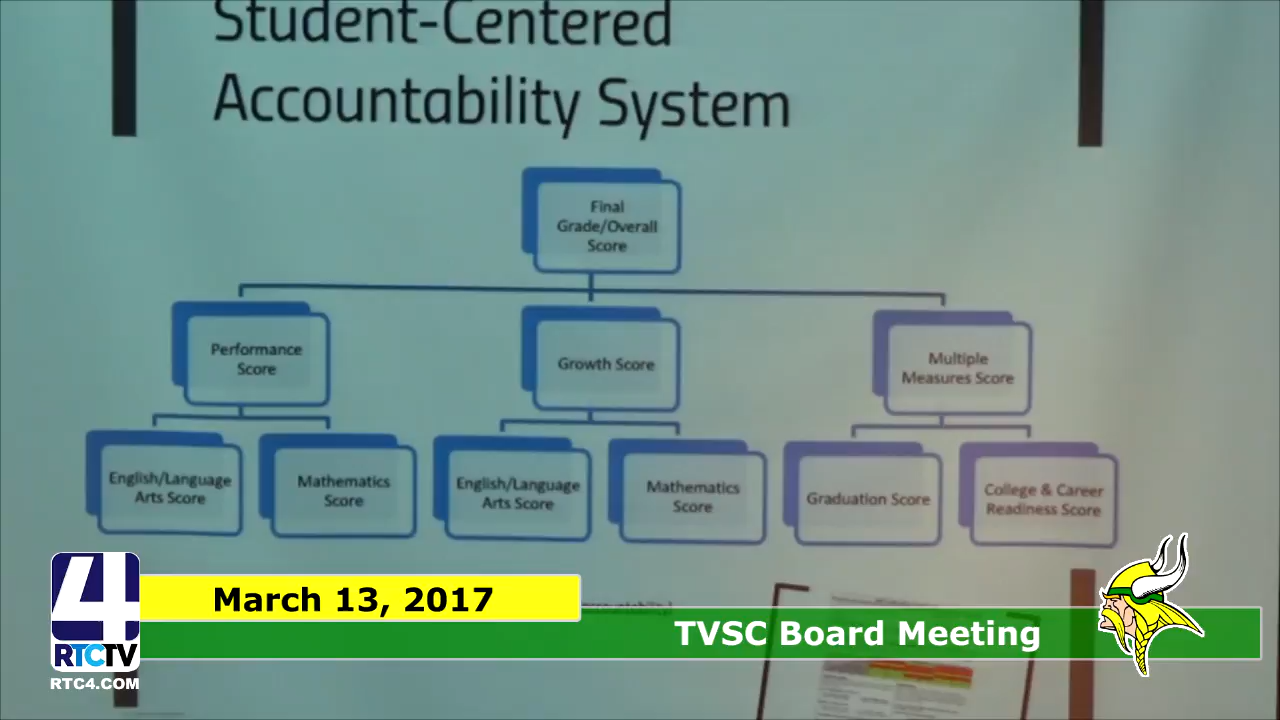 Student-Centered
Accountability System
Final
Grade/Overall
Score
Performance
Score
Growth Score
Multiple
Measures Score
English/Language
Arts Score
Mathematics
Score
English/Language
Arts Score
Mathematics
Score
Graduation Score
College & Career
Readiness Score
4
March 13, 2017
TVSC Board Meeting
RTCTV
RTC4.COM